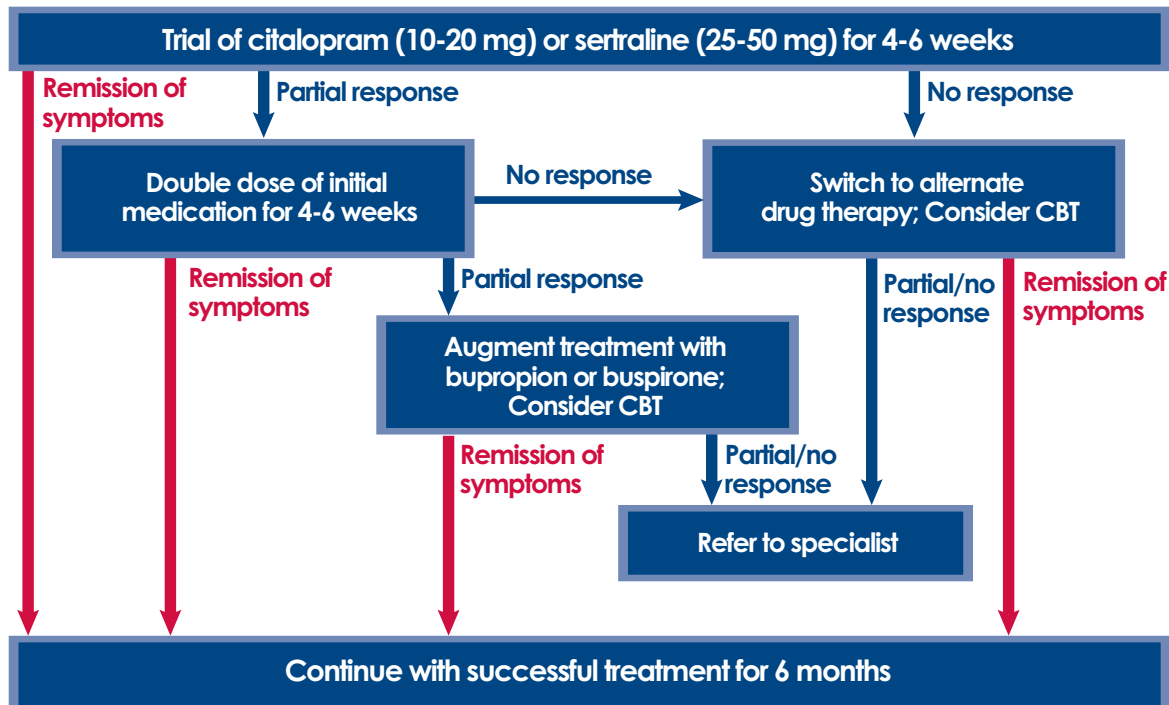 Trial of citalopram (10-20 mg) or sertraline (25-50 mg) for 4-6 weeks
Remission of
symptoms
Partial response
No response
Double dose of initial
medication for 4-6 weeks
No response
Switch to alternate
drug therapy; Consider CBT
Remission of
symptoms
Partial response
Partial/no
response
Remission of
symptoms
Augment treatment with
bupropion or buspirone;
Consider CBT
Remission of
symptoms
Partial/no
response
Refer to specialist
Continue with successful treatment for 6 months